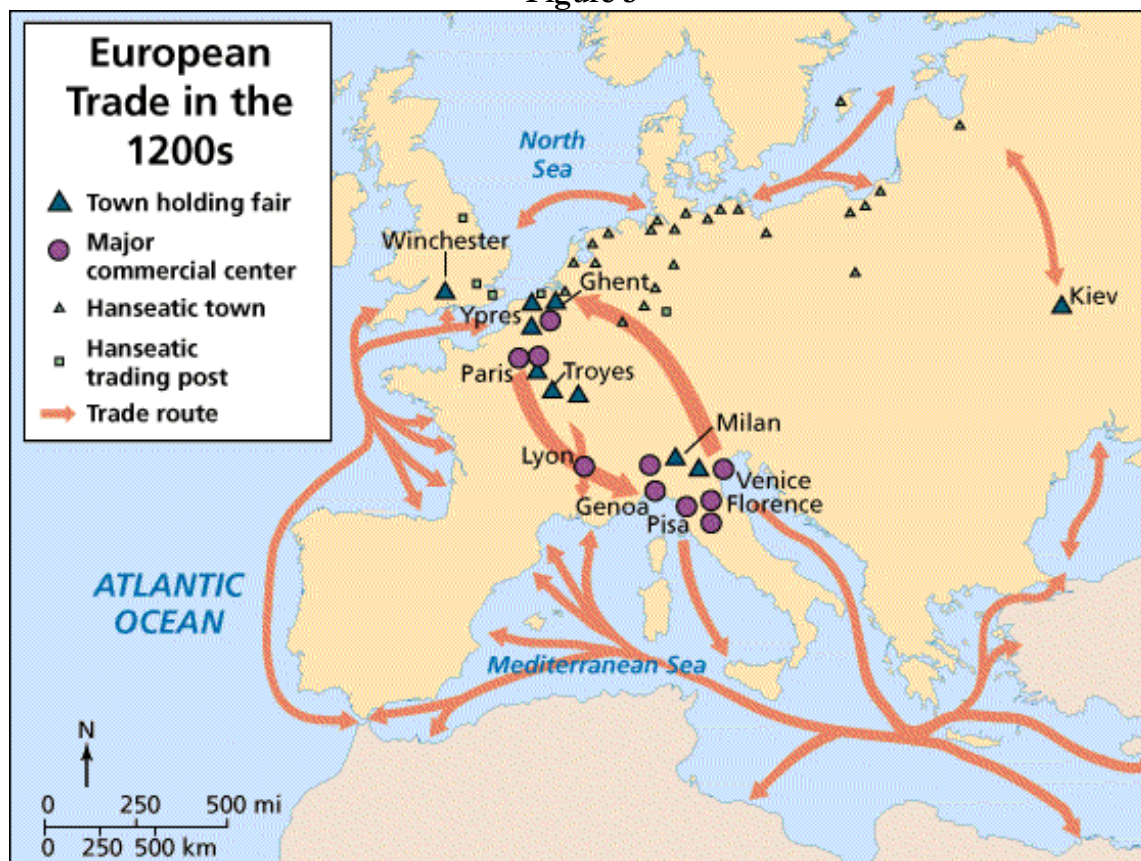 Figure 3
European
Trade in the
1200s
Town holding fair
Major
commercial center
Hanseatic town
Hanseatic
trading post
Trade route
North
Sea
Winchester
Ghent
Ypres
Kiev
Paris
Troyes
Milan
Lyon
Venice
Genoa
Florence
Pisa
ATLANTIC
OCEAN
Mediterranean Sea
N
0 250 500 mi
0 250 500 km